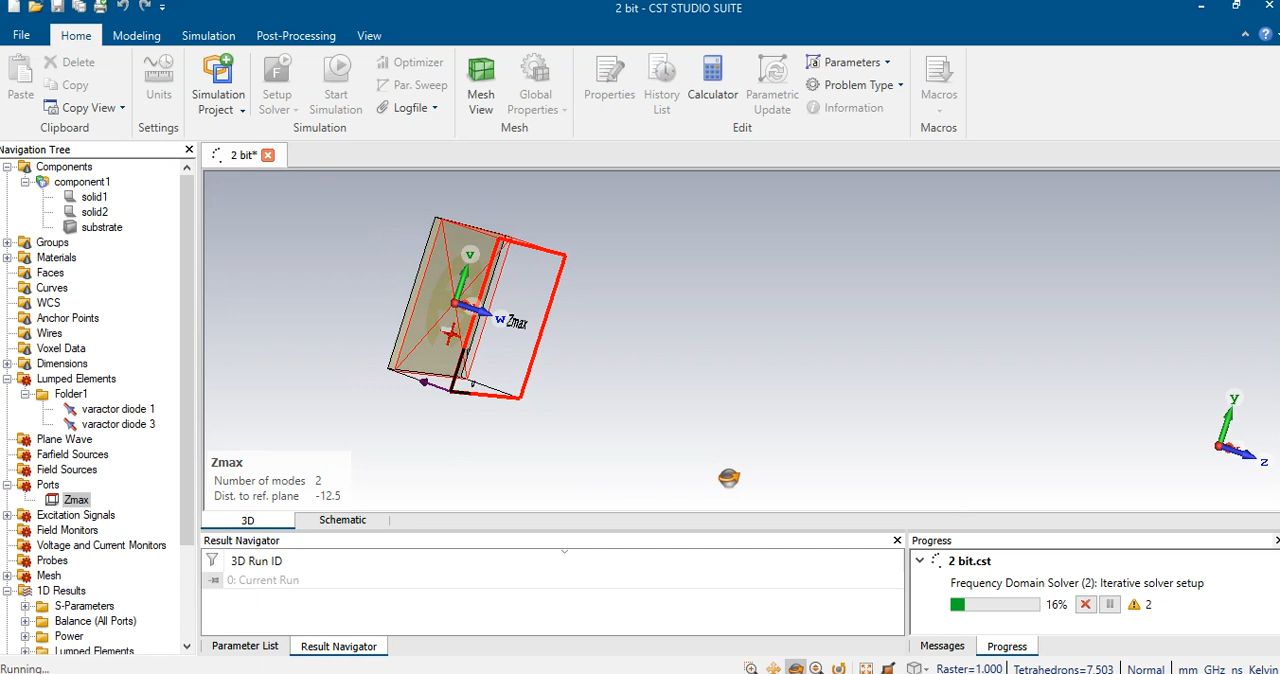 2 bit - CST STUDIO SUITE
File Home Modeling Simulation Post-Processing View
Paste
Delete
Copy
Copy View
Clipboard
Units
Settings
Simulation Project
Setup Solver
Start Simulation
Optimizer
Par. Sweep
Logfile
Simulation
Mesh View
Global Properties
Mesh
Properties
History List
Calculator
Parametric Update
Parameters
Problem Type
Information
Edit
Macros
Macros
Navigation Tree
Components
component1
solid1
solid2
substrate
Groups
Materials
Faces
Curves
WCS
Anchor Points
Wires
Voxel Data
Dimensions
Lumped Elements
Folder1
varactor diode 1
varactor diode 3
Plane Wave
Farfield Sources
Field Sources
Ports
Zmax
Excitation Signals
Field Monitors
Voltage and Current Monitors
Probes
Mesh
1D Results
S-Parameters
Balance (All Ports)
Power
Lumped Elements
Running...
2 bit*
v
w
Zmax
y
z
Zmax
Number of modes 2
Dist. to ref. plane -12.5
3D Schematic
Result Navigator
3D Run ID
0: Current Run
Parameter List Result Navigator
Progress
2 bit.cst
Frequency Domain Solver (2): Iterative solver setup
16% 2
Messages Progress
Raster=1.000 Tetrahedrons=7.503 Normal mm GHz ns Kelvin